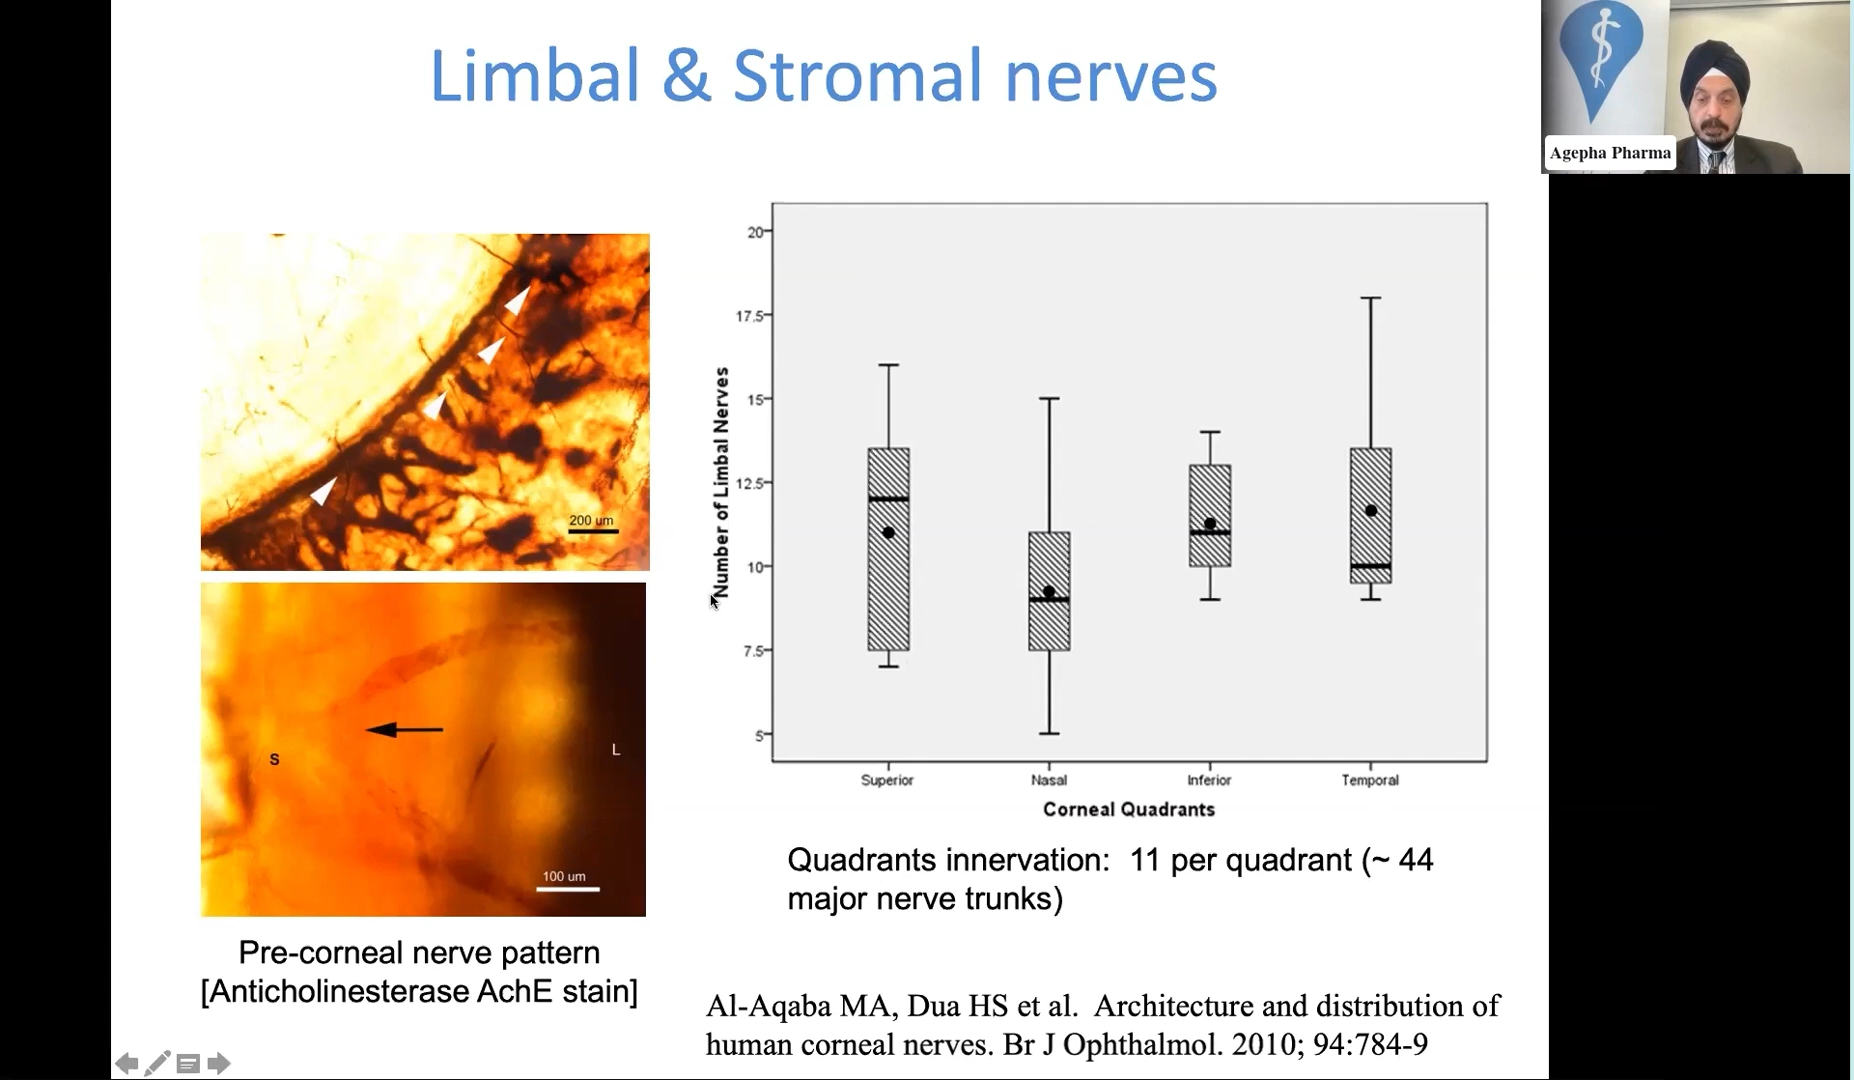 Limbal & Stromal nerves
Agepha Pharma
200 um
S
L
100 um
Pre-corneal nerve pattern
[Anticholinesterase AchE stain]
Number of Limbal Nerves
20
17.5
15
12.5
10
7.5
5
Superior
Nasal
Inferior
Temporal
Corneal Quadrants
Quadrants innervation: 11 per quadrant (~ 44
major nerve trunks)
Al-Aqaba MA, Dua HS et al. Architecture and distribution of
human corneal nerves. Br J Ophthalmol. 2010; 94:784-9